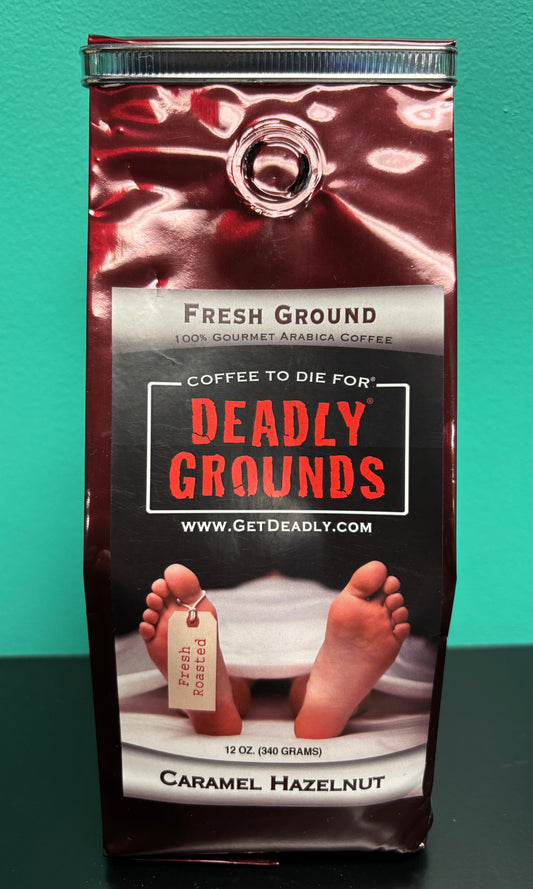 FRESH GROUND
100% GOURMET ARABICA COFFEE
COFFEE TO DIE FOR®
DEADLY®
GROUNDS
WWW.GETDEADLY.COM
Fresh
Roasted
12 OZ. (340 GRAMS)
CARAMEL HAZELNUT